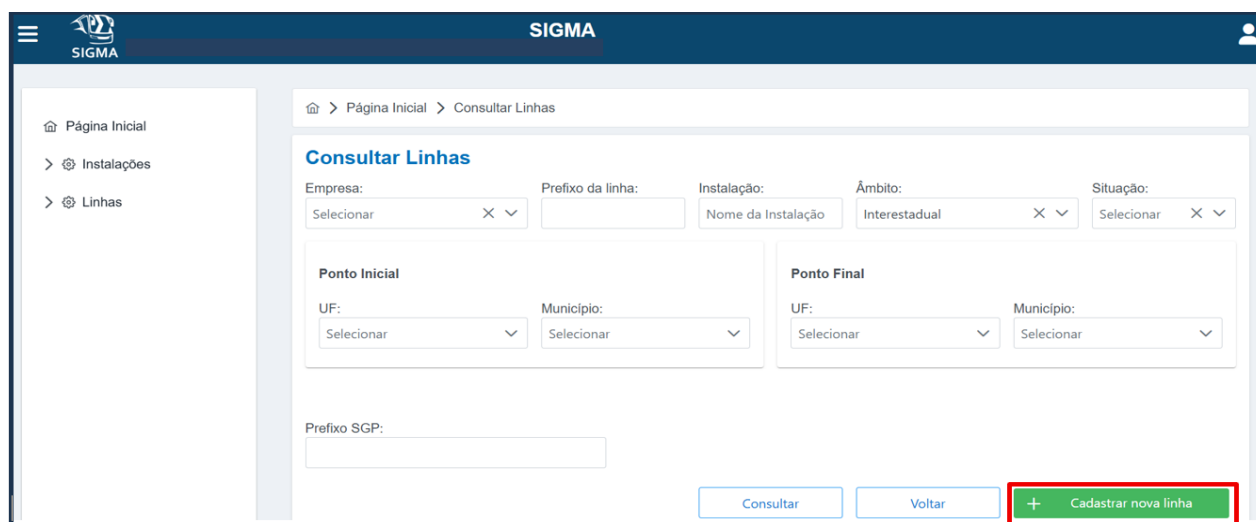 SIGMA
SIGMA
Página Inicial
Instalações
Linhas
Página Inicial > Consultar Linhas
Consultar Linhas
Empresa: Prefixo da linha: Instalação: Âmbito: Situação:
Selecionar Nome da Instalação Interestadual Selecionar
Ponto Inicial Ponto Final
UF: Município: UF: Município:
Selecionar Selecionar Selecionar Selecionar
Prefixo SGP:
Consultar Voltar + Cadastrar nova linha